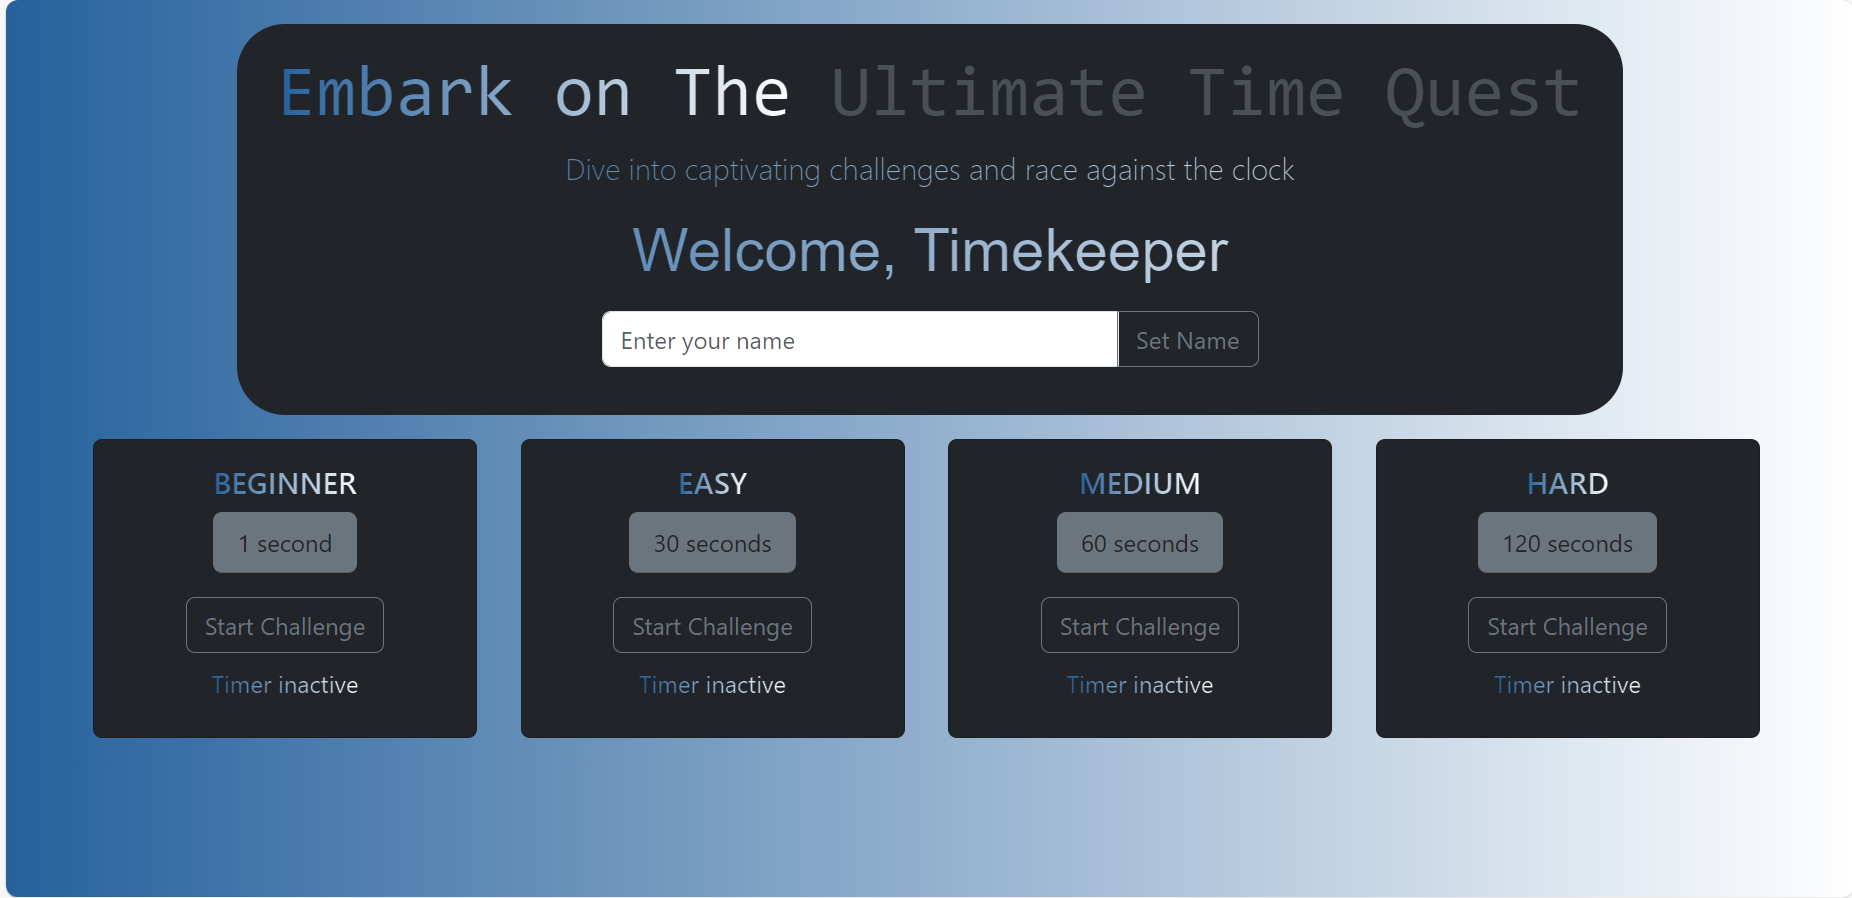 Embark on The Ultimate Time Quest
Dive into captivating challenges and race against the clock
Welcome, Timekeeper
Enter your name
Set Name
BEGINNER
1 second
Start Challenge
Timer inactive
EASY
30 seconds
Start Challenge
Timer inactive
MEDIUM
60 seconds
Start Challenge
Timer inactive
HARD
120 seconds
Start Challenge
Timer inactive